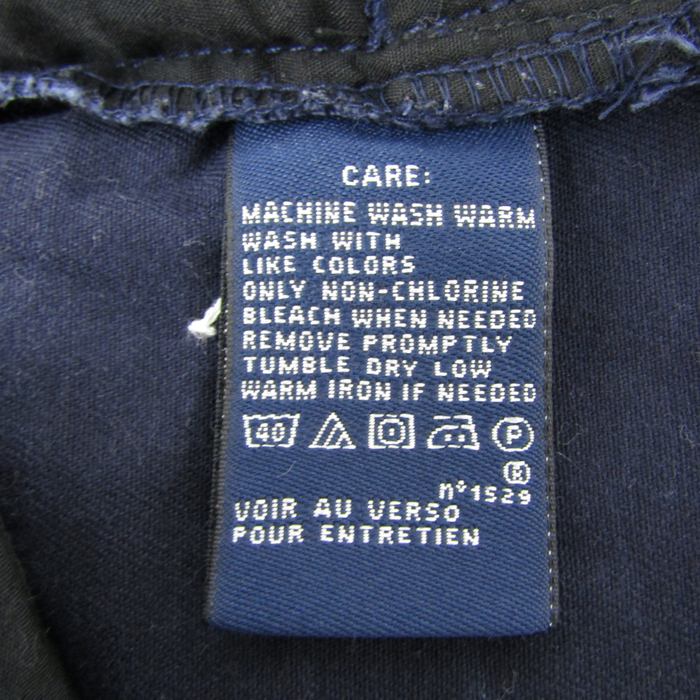 CARE:
MACHINE WASH WARM
WASH WITH
LIKE COLORS
ONLY NON-CHLORINE
BLEACH WHEN NEEDED
REMOVE PROMPTLY
TUMBLE DRY LOW
WARM IRON IF NEEDED
40 P
®
nº1529
VOIR AU VERSO
POUR ENTRETIEN